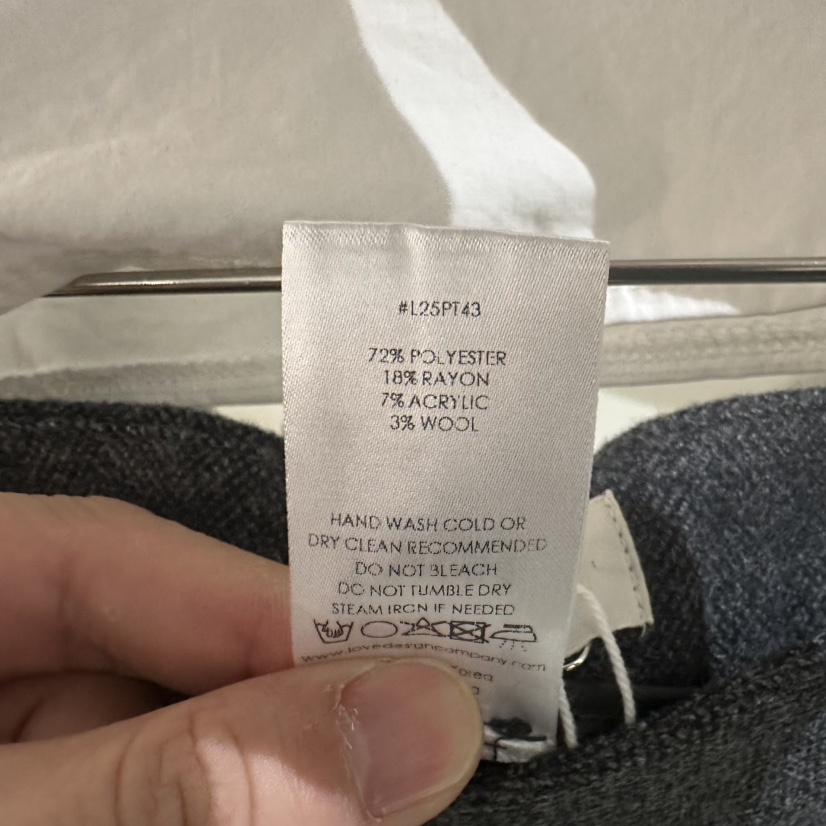 #L25PT43
72% POLYESTER
18% RAYON
7% ACRYLIC
3% WOOL
HAND WASH COLD OR
DRY CLEAN RECOMMENDED
DO NOT BLEACH
DO NOT TUMBLE DRY
STEAM IRON IF NEEDED
www.lovedesigncompany.com